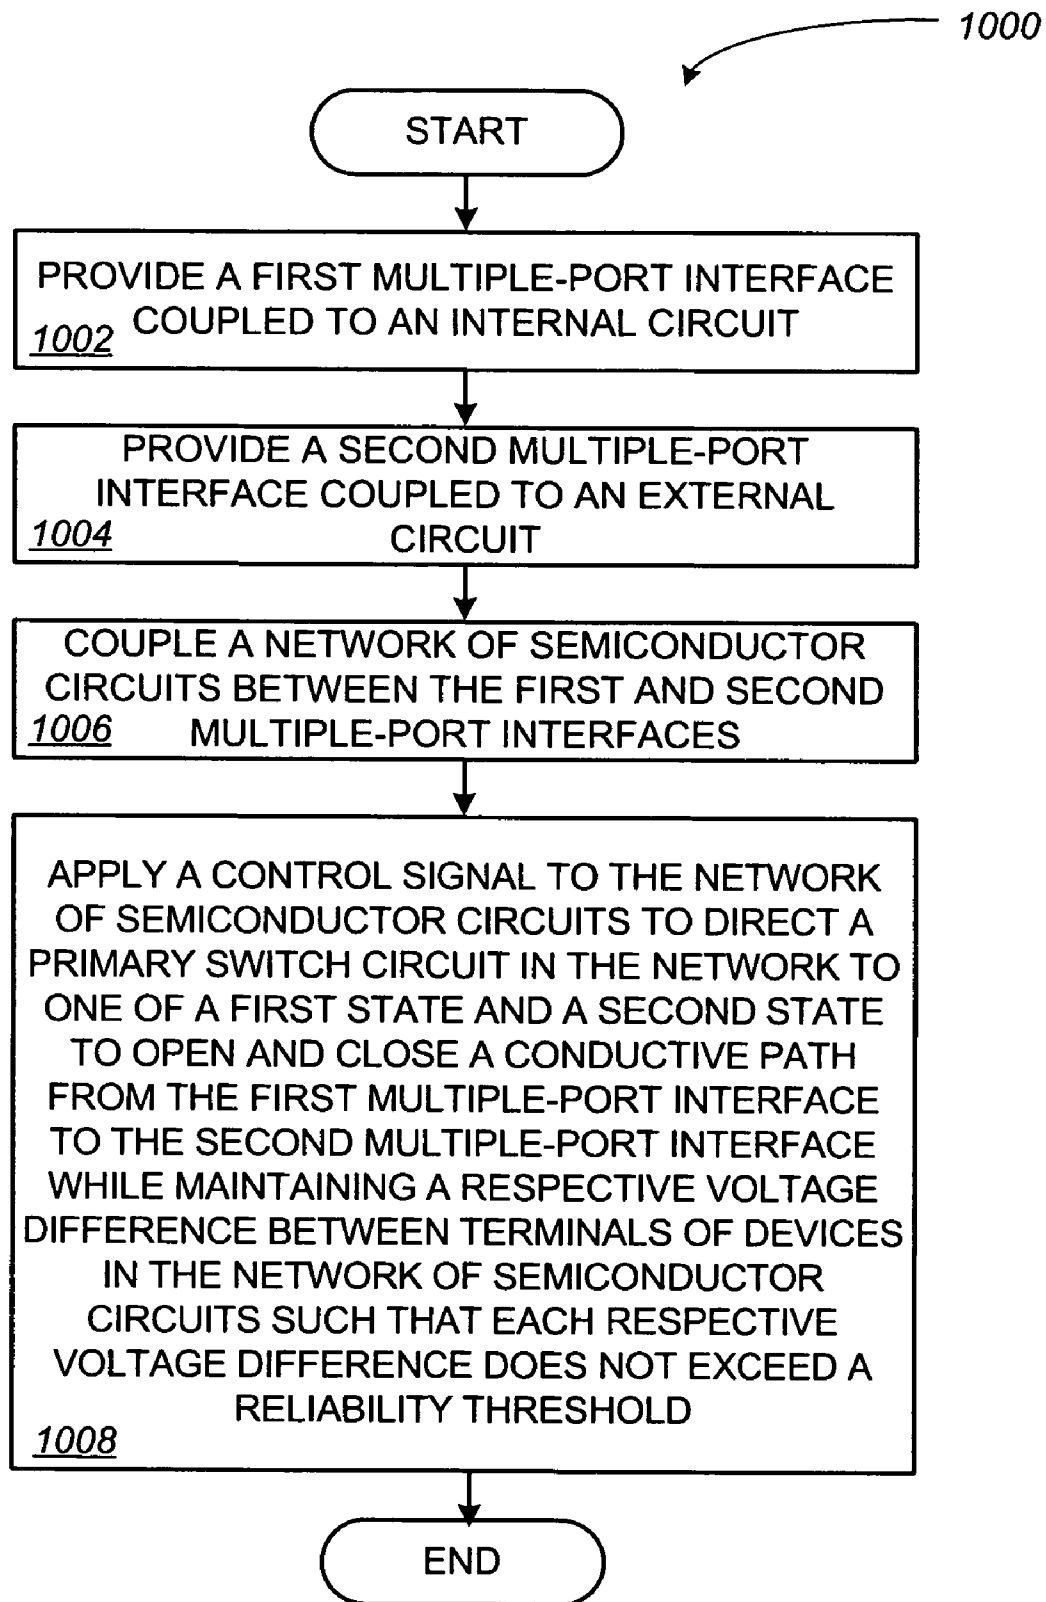 1000
START
PROVIDE A FIRST MULTIPLE-PORT INTERFACE
COUPLED TO AN INTERNAL CIRCUIT
1002
PROVIDE A SECOND MULTIPLE-PORT
INTERFACE COUPLED TO AN EXTERNAL
CIRCUIT
1004
COUPLE A NETWORK OF SEMICONDUCTOR
CIRCUITS BETWEEN THE FIRST AND SECOND
MULTIPLE-PORT INTERFACES
1006
APPLY A CONTROL SIGNAL TO THE NETWORK
OF SEMICONDUCTOR CIRCUITS TO DIRECT A
PRIMARY SWITCH CIRCUIT IN THE NETWORK TO
ONE OF A FIRST STATE AND A SECOND STATE
TO OPEN AND CLOSE A CONDUCTIVE PATH
FROM THE FIRST MULTIPLE-PORT INTERFACE
TO THE SECOND MULTIPLE-PORT INTERFACE
WHILE MAINTAINING A RESPECTIVE VOLTAGE
DIFFERENCE BETWEEN TERMINALS OF DEVICES
IN THE NETWORK OF SEMICONDUCTOR
CIRCUITS SUCH THAT EACH RESPECTIVE
VOLTAGE DIFFERENCE DOES NOT EXCEED A
RELIABILITY THRESHOLD
1008
END